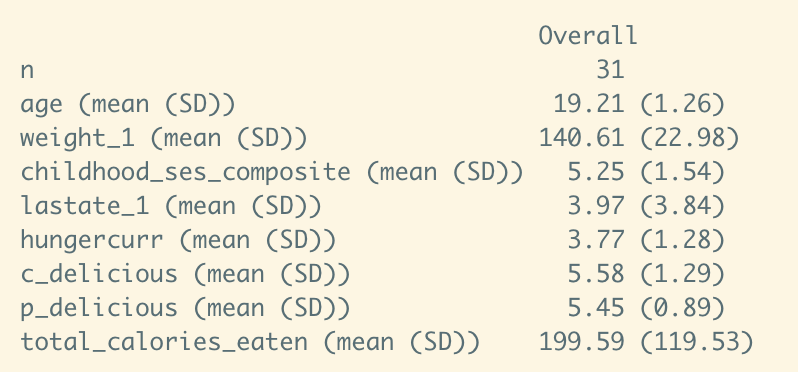 Overall
n 31
age (mean (SD)) 19.21 (1.26)
weight_1 (mean (SD)) 140.61 (22.98)
childhood_ses_composite (mean (SD)) 5.25 (1.54)
lastate_1 (mean (SD)) 3.97 (3.84)
hungercurr (mean (SD)) 3.77 (1.28)
c_delicious (mean (SD)) 5.58 (1.29)
p_delicious (mean (SD)) 5.45 (0.89)
total_calories_eaten (mean (SD)) 199.59 (119.53)